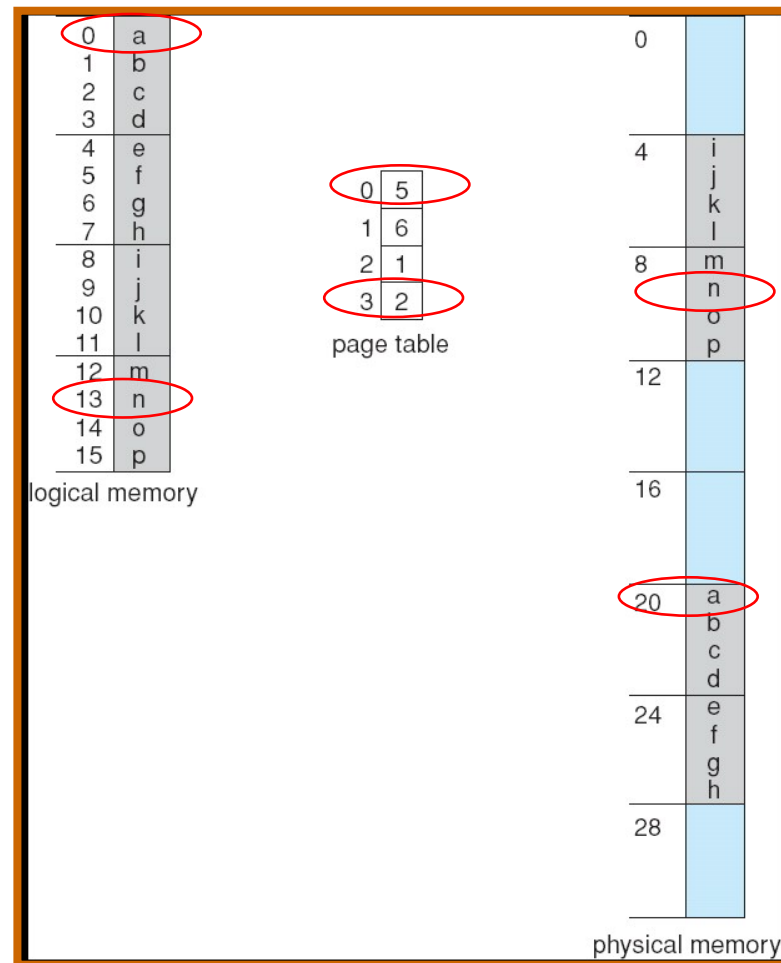 0 a
1 b
2 c
3 d
4 e
5 f
6 g
7 h
8 i
9 j
10 k
11 l
12 m
13 n
14 o
15 p
logical memory
0 5
1 6
2 1
3 2
page table
0
4 i
j
k
l
8 m
n
o
p
12
16
20 a
b
c
d
24 e
f
g
h
28
physical memory